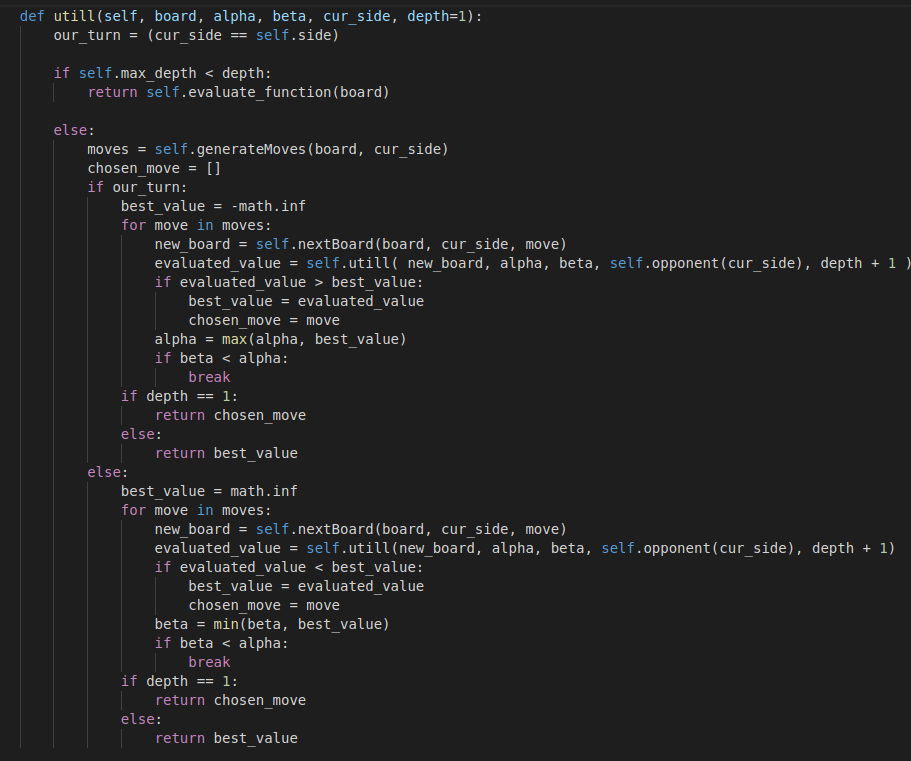 def utill(self, board, alpha, beta, cur_side, depth=1):
    our_turn = (cur_side == self.side)

    if self.max_depth < depth:
        return self.evaluate_function(board)

    else:
        moves = self.generateMoves(board, cur_side)
        chosen_move = []
        if our_turn:
            best_value = -math.inf
            for move in moves:
                new_board = self.nextBoard(board, cur_side, move)
                evaluated_value = self.utill( new_board, alpha, beta, self.opponent(cur_side), depth + 1 )
                if evaluated_value > best_value:
                    best_value = evaluated_value
                    chosen_move = move
                alpha = max(alpha, best_value)
                if beta < alpha:
                    break
            if depth == 1:
                return chosen_move
            else:
                return best_value
        else:
            best_value = math.inf
            for move in moves:
                new_board = self.nextBoard(board, cur_side, move)
                evaluated_value = self.utill(new_board, alpha, beta, self.opponent(cur_side), depth + 1)
                if evaluated_value < best_value:
                    best_value = evaluated_value
                    chosen_move = move
                beta = min(beta, best_value)
                if beta < alpha:
                    break
            if depth == 1:
                return chosen_move
            else:
                return best_value